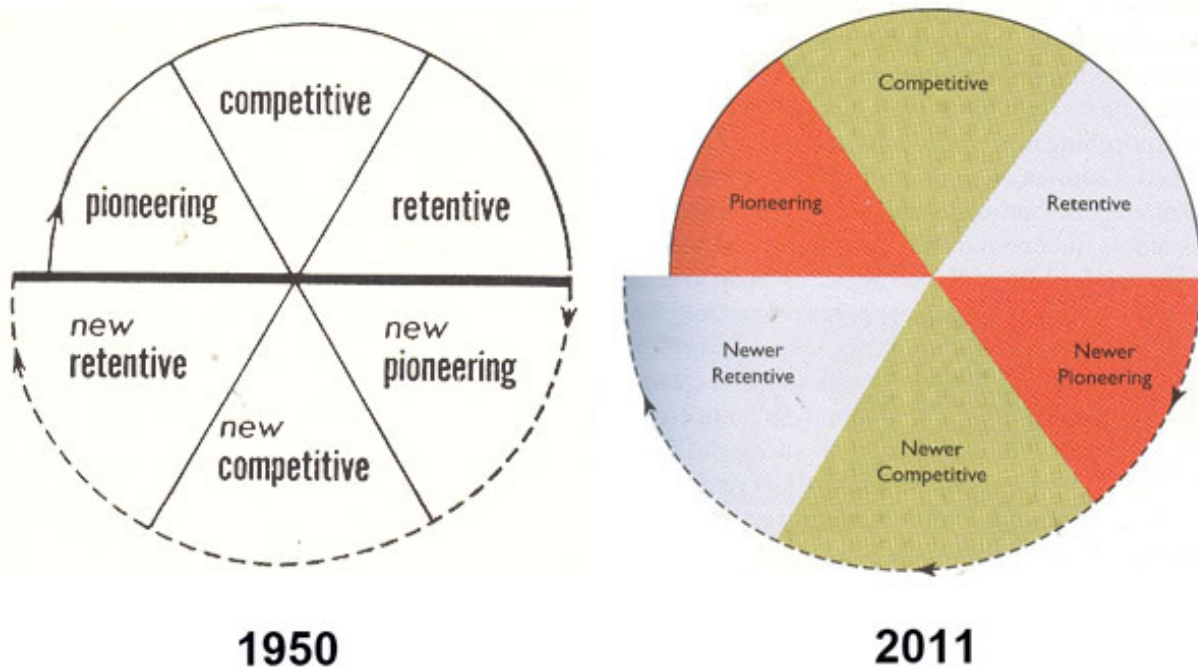 competitive
pioneering
retentive
new
retentive
new
pioneering
new
competitive
1950
Competitive
Pioneering
Retentive
Newer
Retentive
Newer
Pioneering
Newer
Competitive
2011